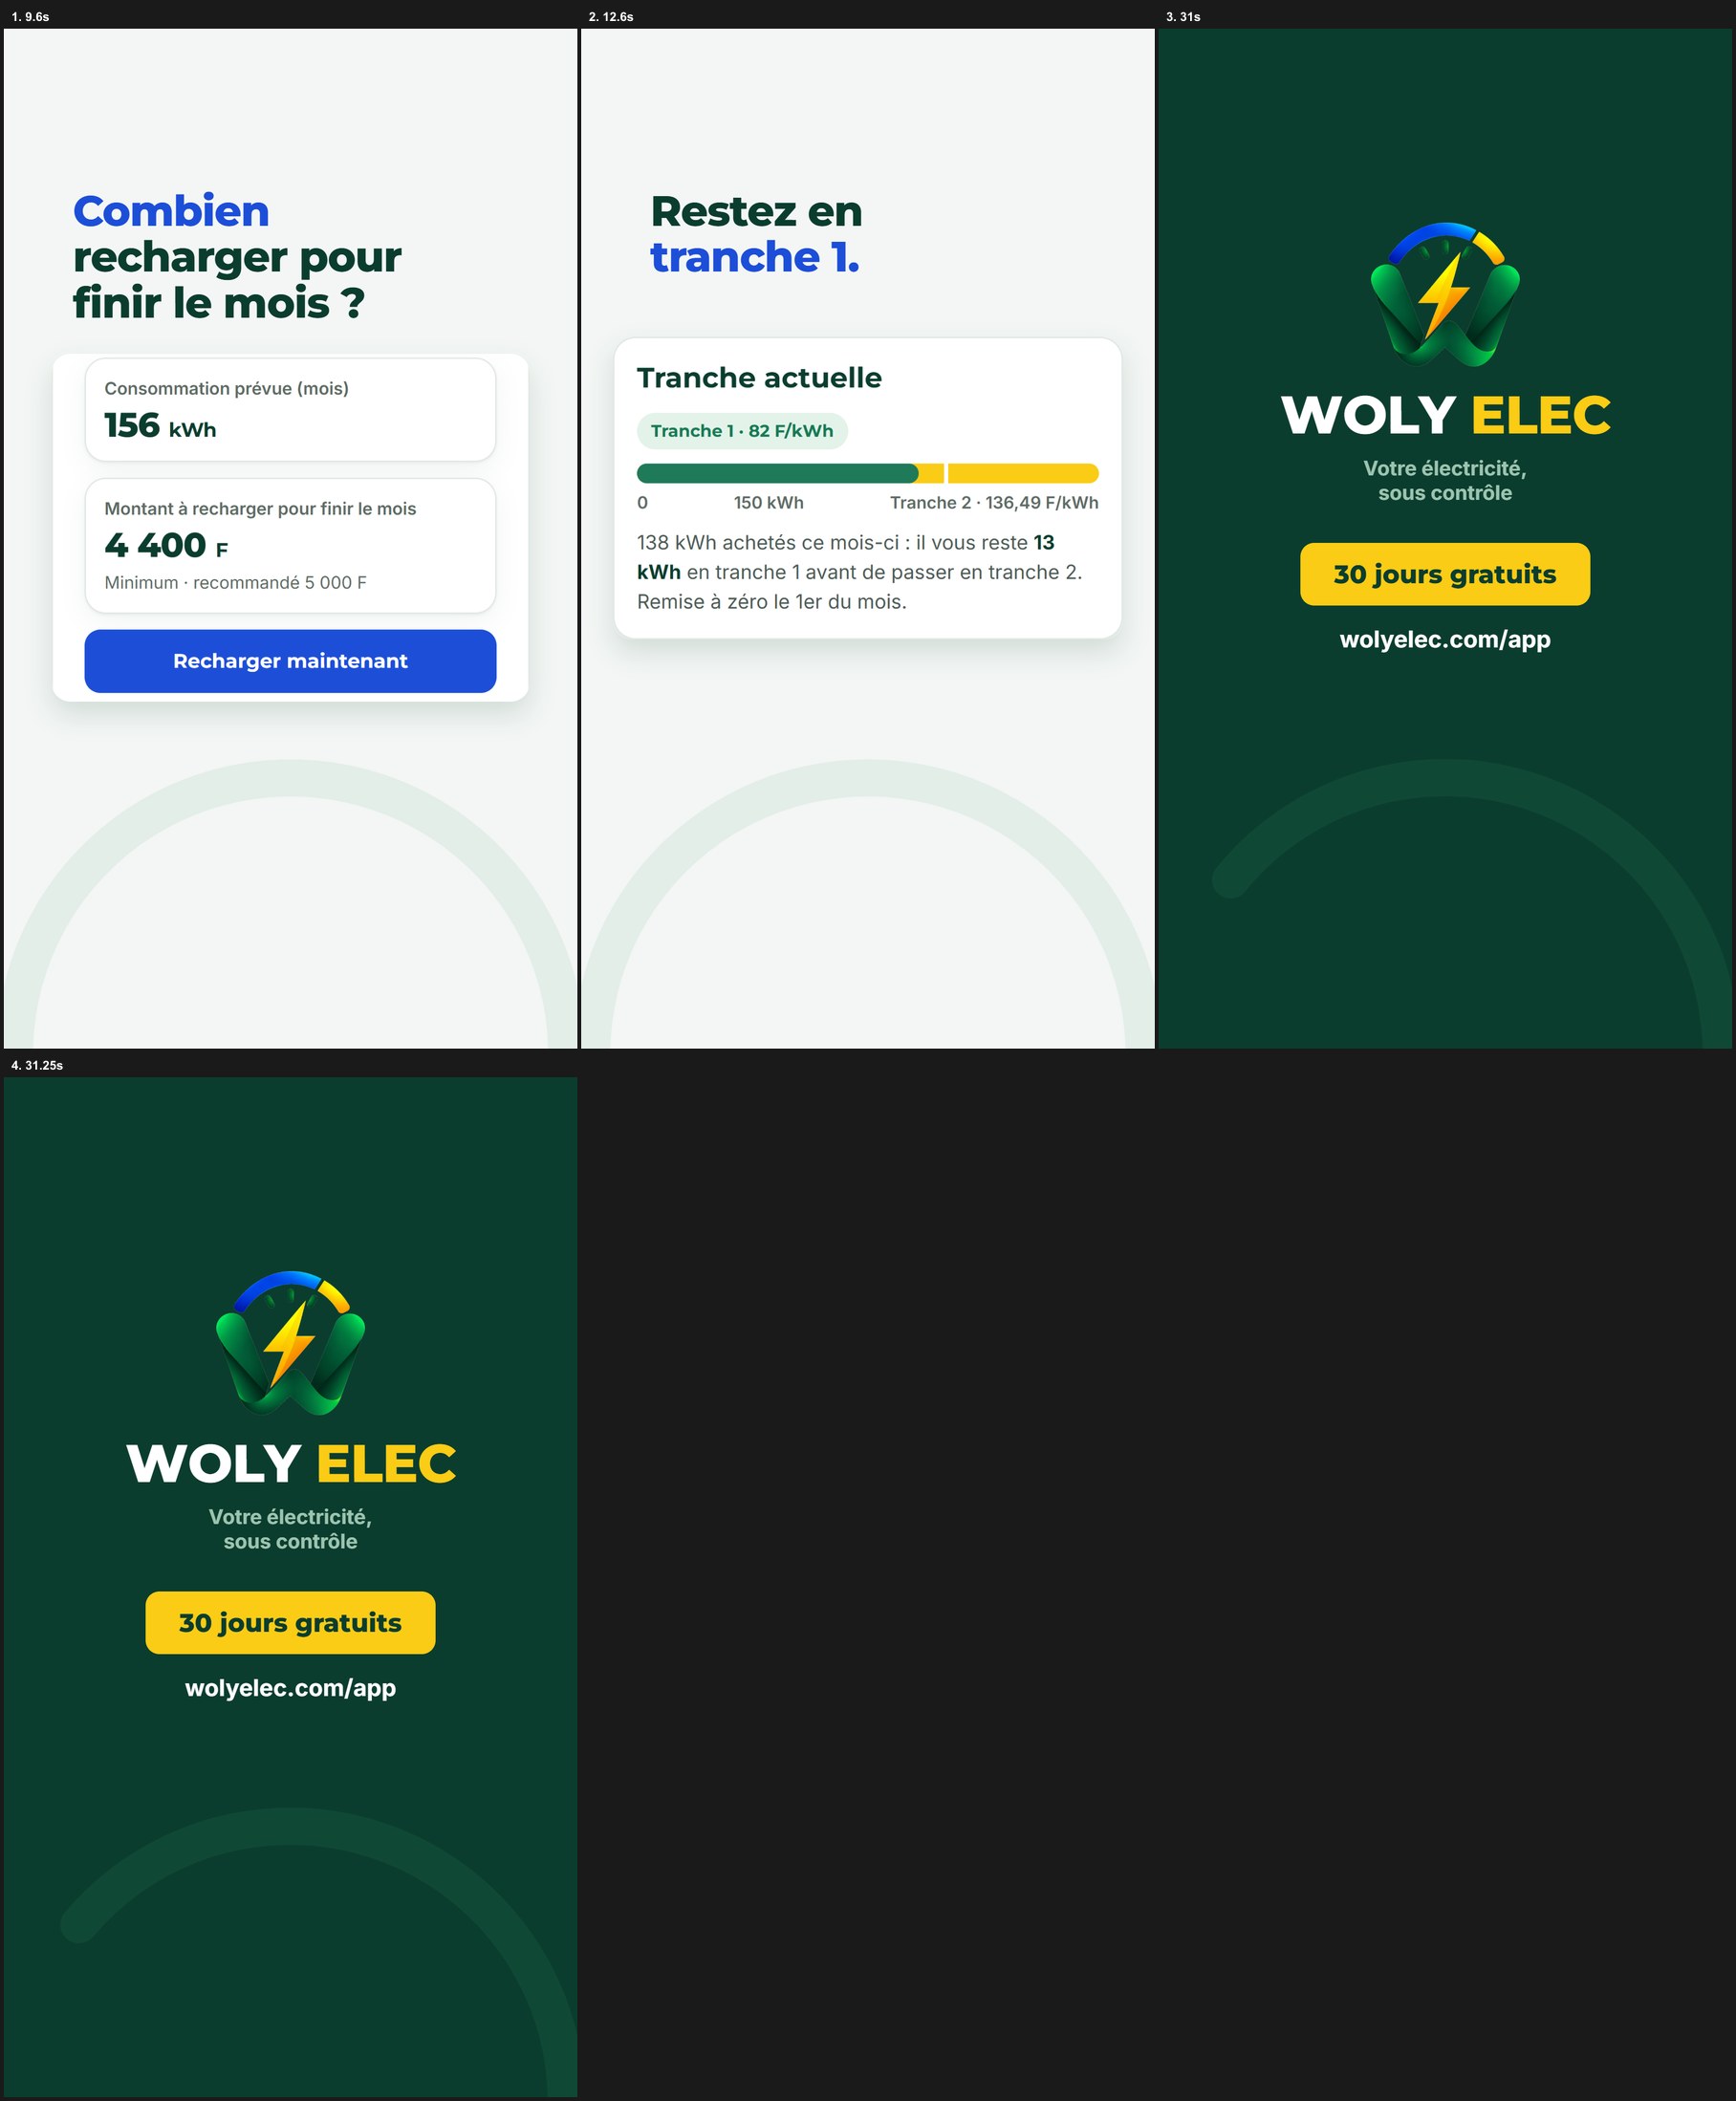 1. 9.6s
Combien
recharger pour
finir le mois ?
Consommation prévue (mois)
156 kWh
Montant à recharger pour finir le mois
4 400 F
Minimum · recommandé 5 000 F
Recharger maintenant
2. 12.6s
Restez en
tranche 1.
Tranche actuelle
Tranche 1 · 82 F/kWh
0 150 kWh Tranche 2 · 136,49 F/kWh
138 kWh achetés ce mois-ci : il vous reste 13
kWh en tranche 1 avant de passer en tranche 2.
Remise à zéro le 1er du mois.
3. 31s
WOLY ELEC
Votre électricité,
sous contrôle
30 jours gratuits
wolyelec.com/app
4. 31.25s
WOLY ELEC
Votre électricité,
sous contrôle
30 jours gratuits
wolyelec.com/app